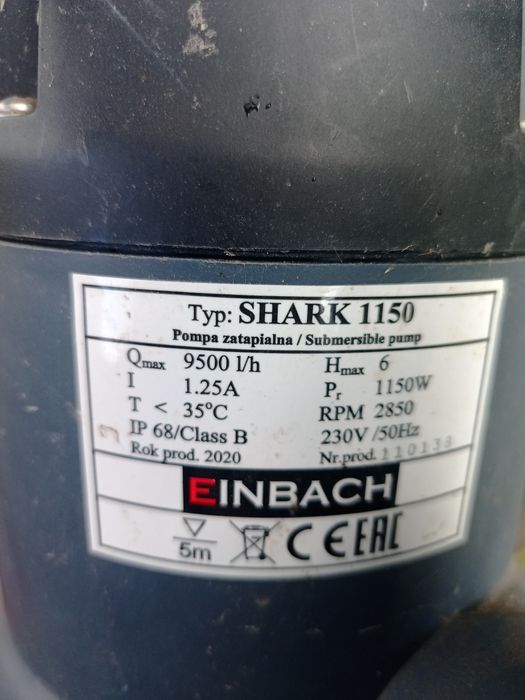 Typ: SHARK 1150
Pompa zatapialna / Submersible pump
Qmax 9500 l/h Hmax 6
I 1.25A Pr 1150W
T < 35°C RPM 2850
IP 68/Class B 230V /50Hz
Rok prod. 2020 Nr.prod. 110138
EINBACH
5m CE EAC